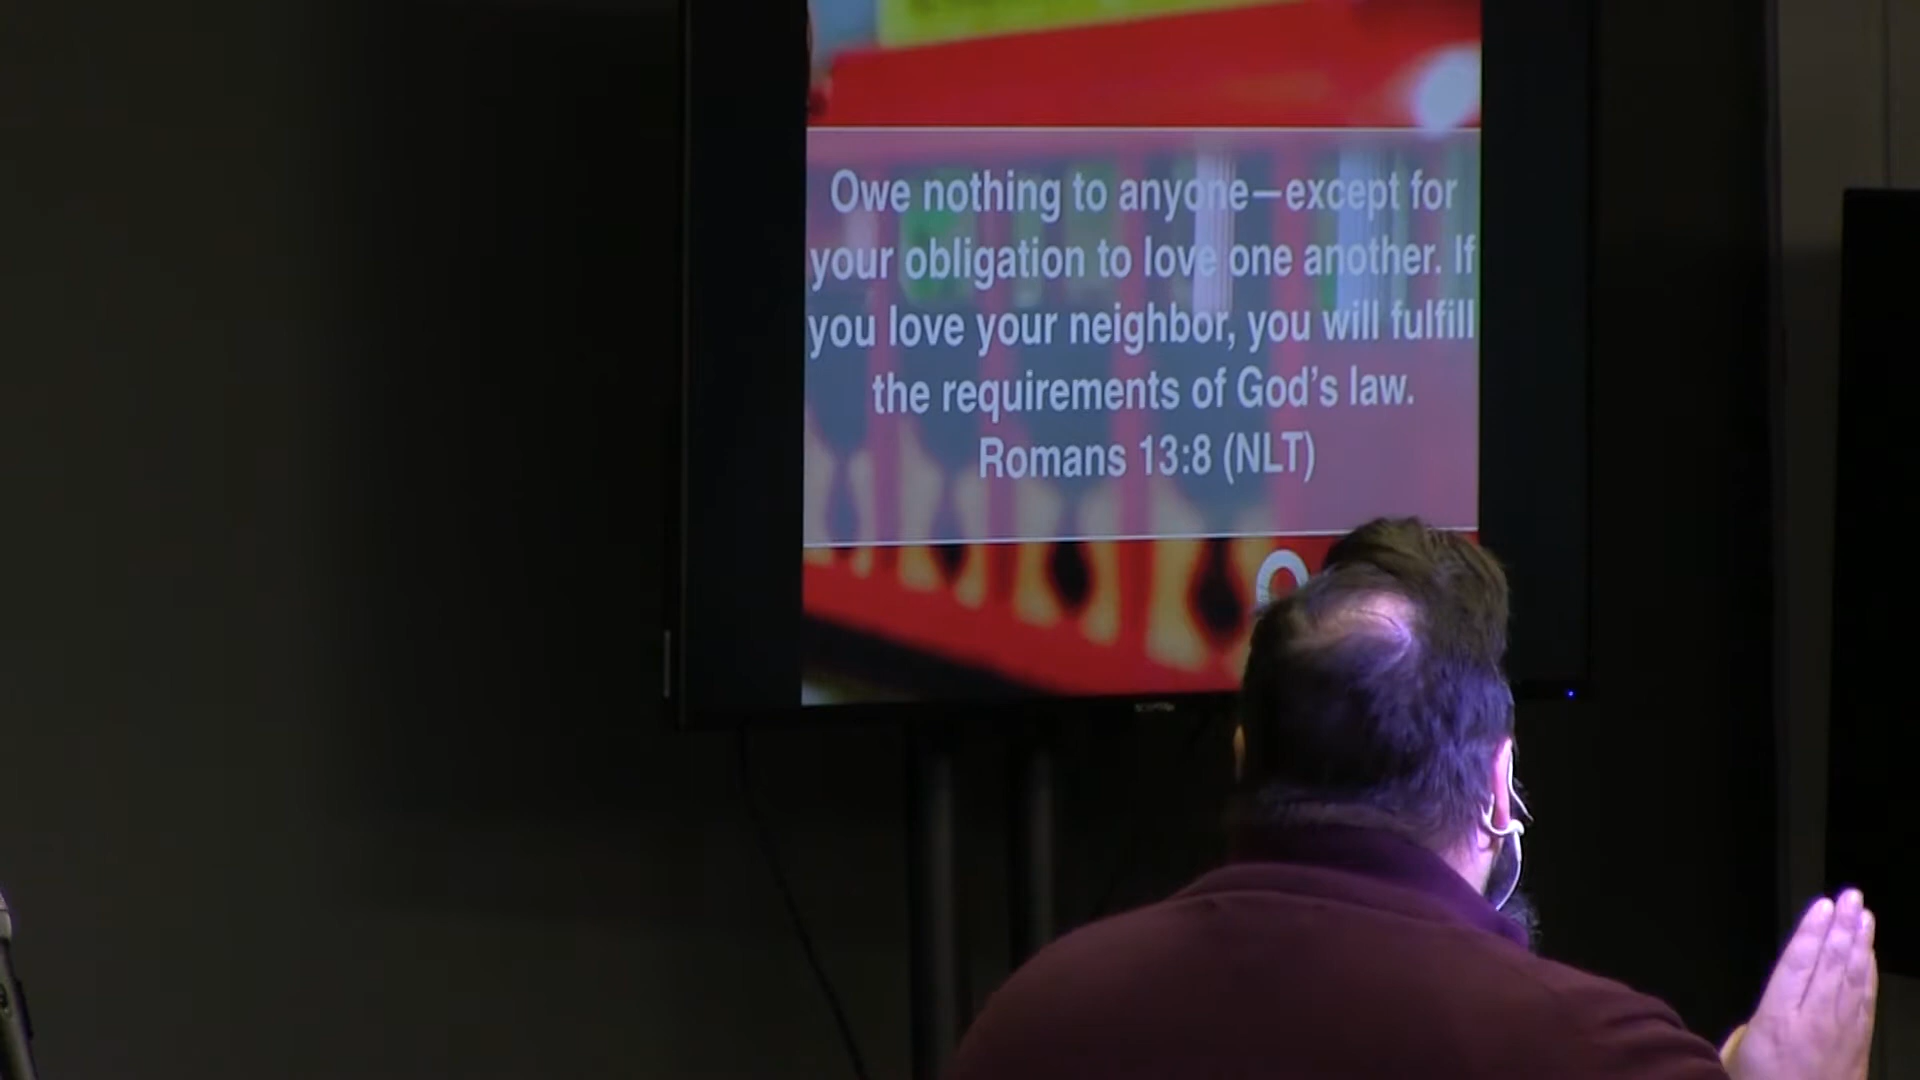 Owe nothing to anyone—except for
your obligation to love one another. If
you love your neighbor, you will fulfill
the requirements of God’s law.
Romans 13:8 (NLT)